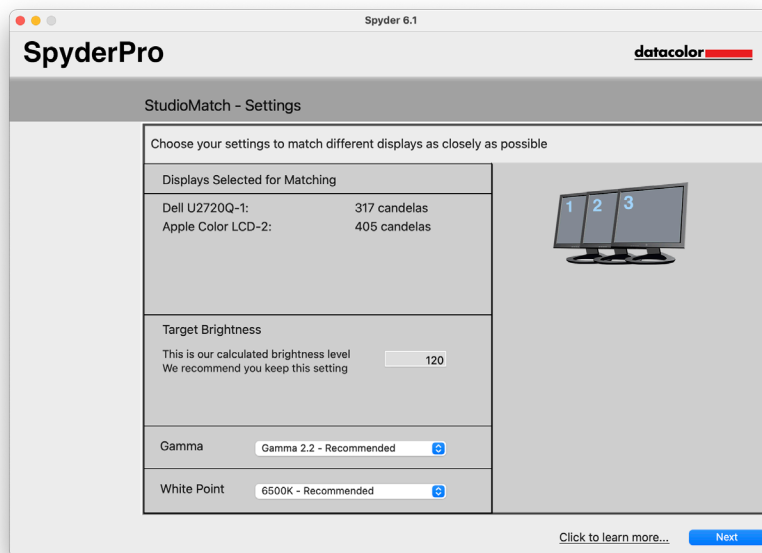 Spyder 6.1
SpyderPro
datacolor
StudioMatch - Settings
Choose your settings to match different displays as closely as possible
Displays Selected for Matching
Dell U2720Q-1: 317 candelas
Apple Color LCD-2: 405 candelas
1 2 3
Target Brightness
This is our calculated brightness level
We recommend you keep this setting
120
Gamma Gamma 2.2 - Recommended
White Point 6500K - Recommended
Click to learn more... Next